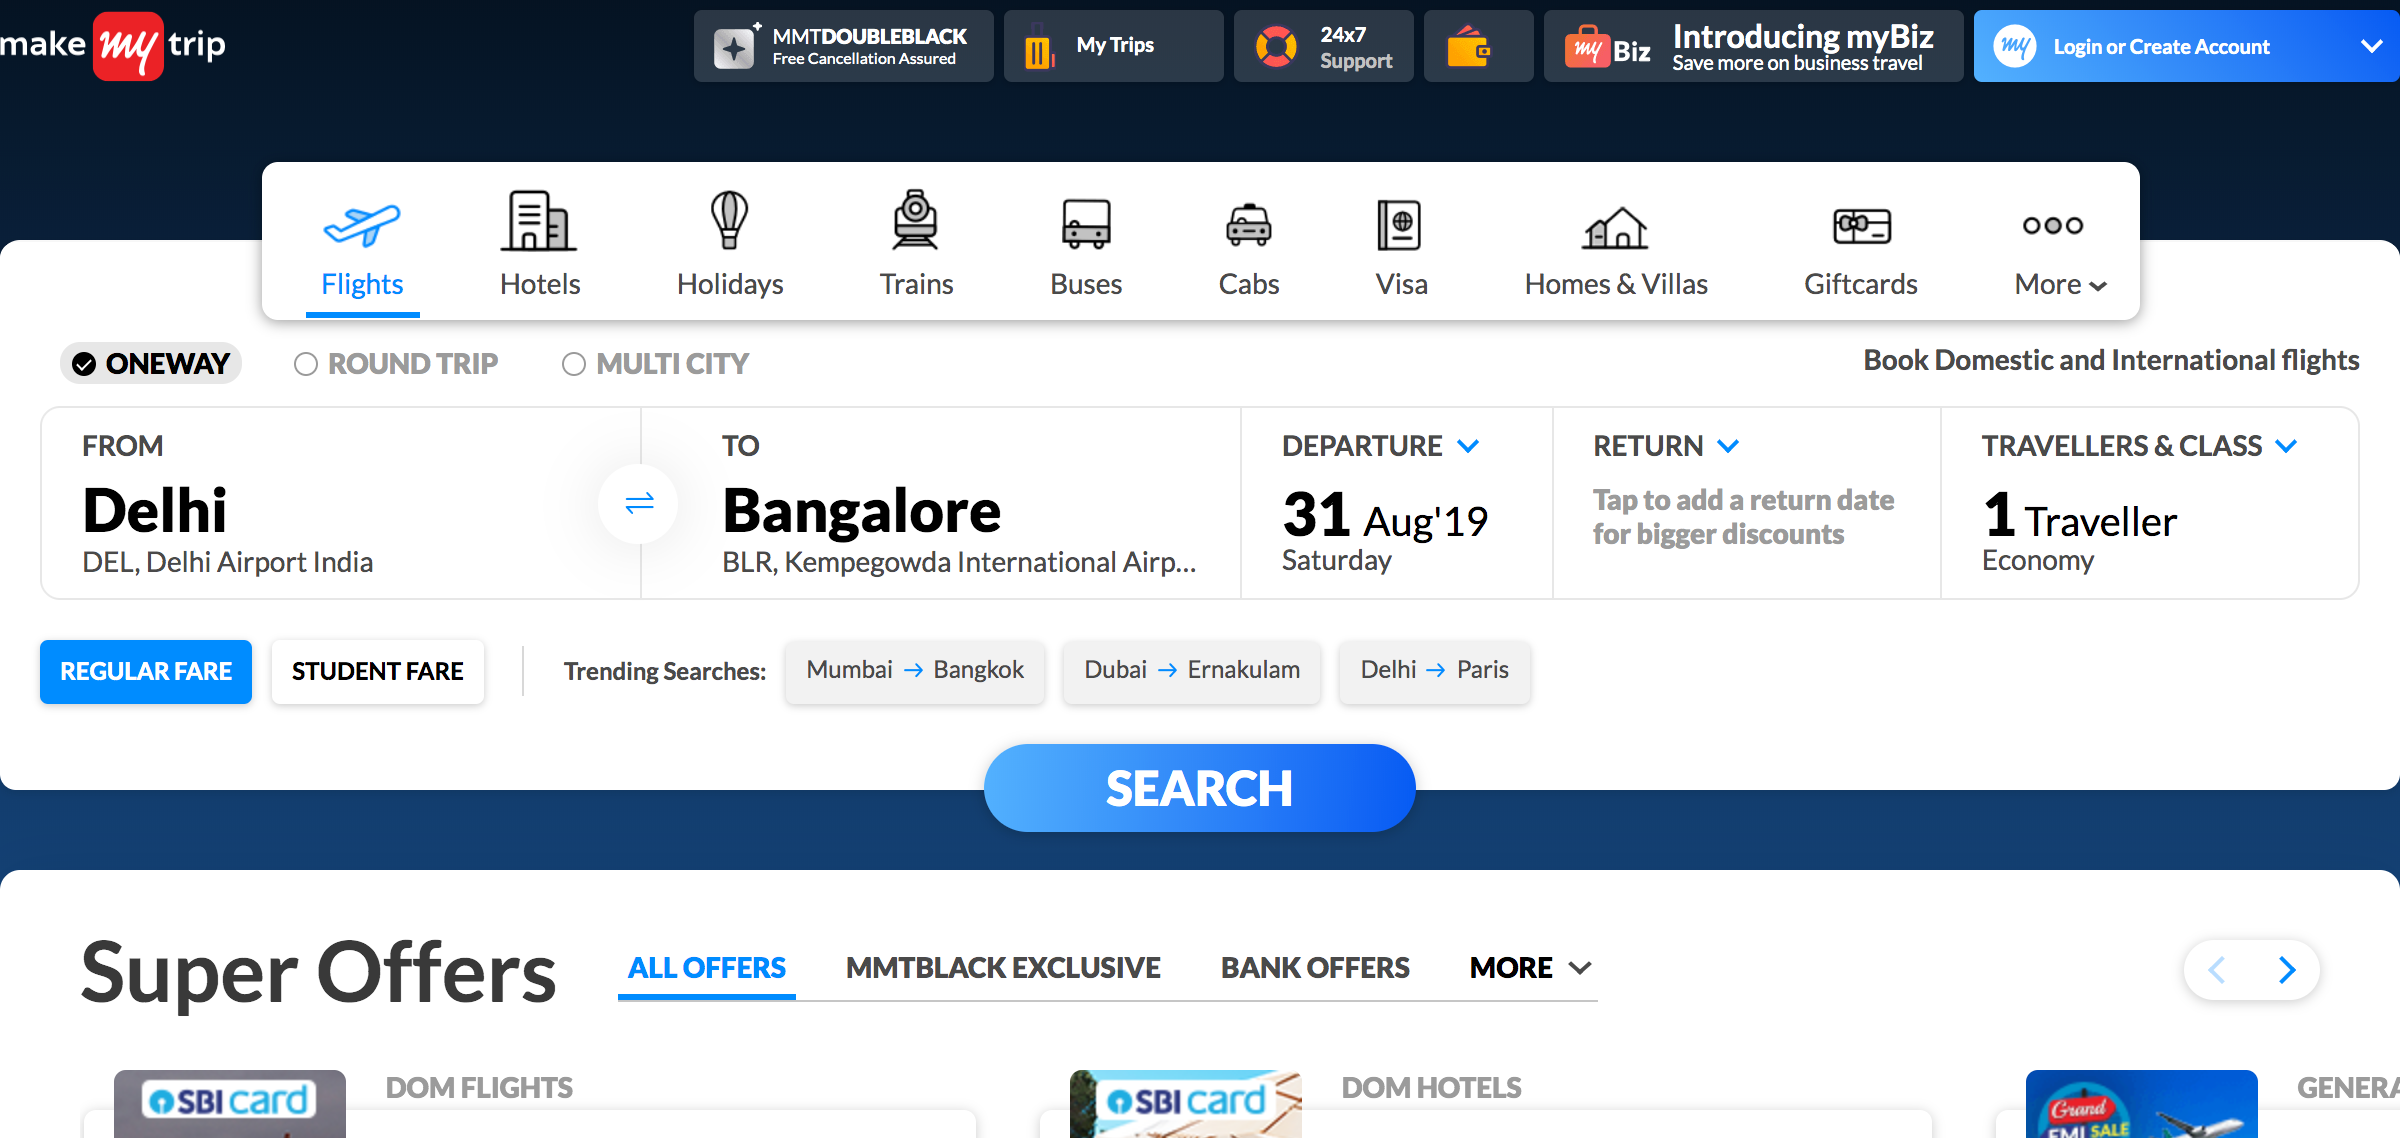 make my trip
MMTDOUBLEBLACK
Free Cancellation Assured
My Trips
24x7
Support
my Biz
Introducing myBiz
Save more on business travel
my
Login or Create Account
Flights
Hotels
Holidays
Trains
Buses
Cabs
Visa
Homes & Villas
Giftcards
More
ONEWAY
ROUND TRIP
MULTI CITY
Book Domestic and International flights
FROM
Delhi
DEL, Delhi Airport India
TO
Bangalore
BLR, Kempegowda International Airp...
DEPARTURE
31 Aug'19
Saturday
RETURN
Tap to add a return date
for bigger discounts
TRAVELLERS & CLASS
1 Traveller
Economy
REGULAR FARE
STUDENT FARE
Trending Searches:
Mumbai → Bangkok
Dubai → Ernakulam
Delhi → Paris
SEARCH
Super Offers
ALL OFFERS
MMTBLACK EXCLUSIVE
BANK OFFERS
MORE
SBI card
DOM FLIGHTS
SBI card
DOM HOTELS
Grand
EMI SALE
GENERA